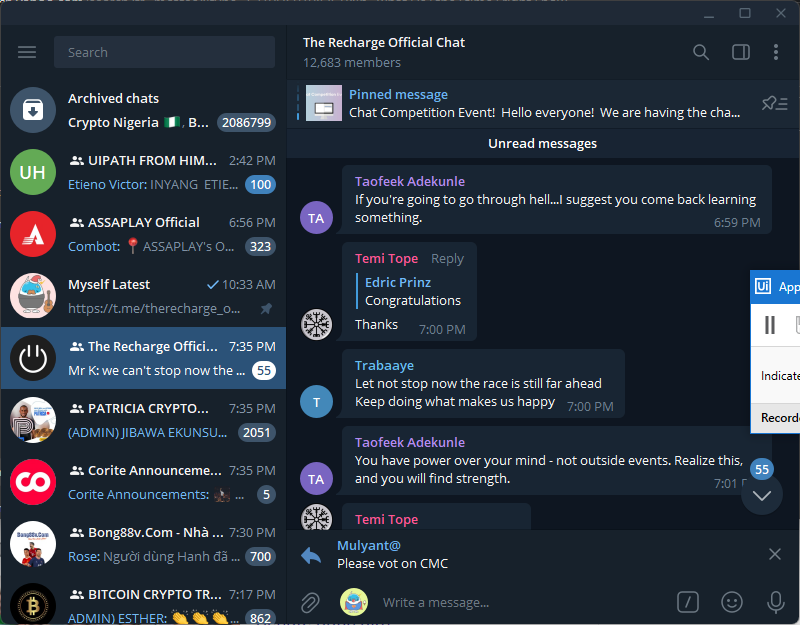 Search
Archived chats
Crypto Nigeria 🇳🇬, B... 2086799
UH
UIPATH FROM HIM... 2:42 PM
Etieno Victor: INYANG ETIE... 100
ASSAPLAY Official 6:56 PM
Combot: 📍 ASSAPLAY's O... 323
Myself Latest 10:33 AM
https://t.me/therecharge_o...
The Recharge Offici... 7:35 PM
Mr K: we can't stop now the ... 55
PATRICIA CRYPTO... 7:35 PM
(ADMIN) JIBAWA EKUNSU... 2051
Corite Announceme... 7:35 PM
Corite Announcements: ... 5
Bong88v.Com
Bong88v.Com - Nhà ... 7:30 PM
Rose: Người dùng Hanh đã ... 700
BITCOIN CRYPTO TR... 7:17 PM
ADMIN) ESTHER: 👏👏👏... 862
The Recharge Official Chat
12,683 members
Pinned message
Chat Competition Event! Hello everyone! We are having the cha...
Unread messages
Taofeek Adekunle
If you're going to go through hell...I suggest you come back learning
something. 6:59 PM
TA
Temi Tope Reply
Edric Prinz
Congratulations
Thanks 7:00 PM
Trabaaye
Let not stop now the race is still far ahead
Keep doing what makes us happy 7:00 PM
T
Taofeek Adekunle
You have power over your mind - not outside events. Realize this,
and you will find strength. 7:01
TA
55
Temi Tope
Mulyant@
Please vot on CMC
Write a message...
Ui App
Indicate
Record